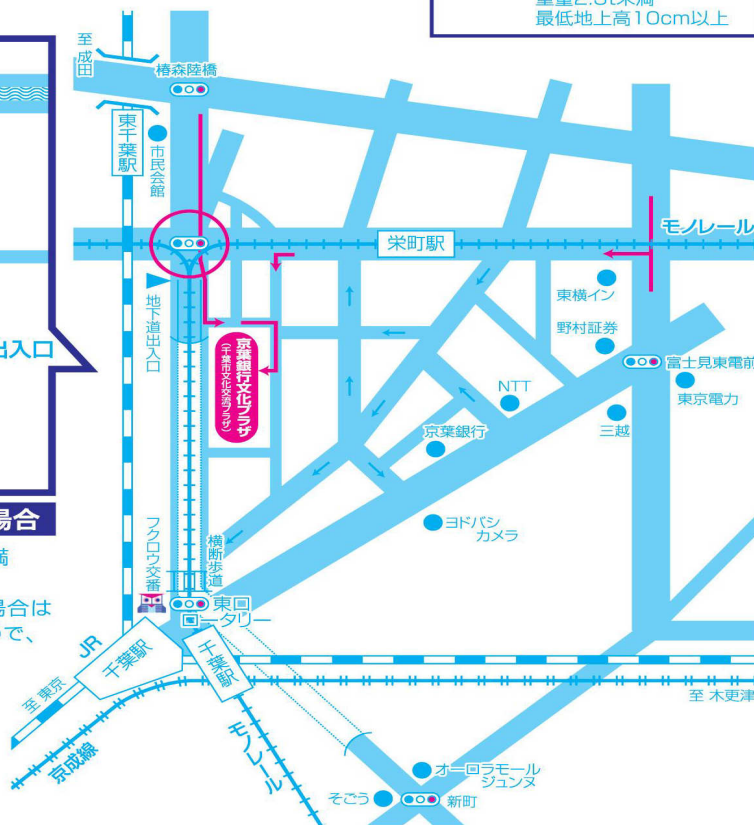 重量2.5t未満
最低地上高10cm以上
至 成田
椿森陸橋
東千葉駅
市民会館
栄町駅
モノレール
地下道出入口
出入口
東横イン
野村証券
富士見東電前
東京電力
三越
NTT
京葉銀行
京葉銀行文化プラザ
(千葉市文化交流プラザ)
ヨドバシ
カメラ
場合
満
場合は
で、
フクロウ交番
横断歩道
東口
ロータリー
JR
千葉駅
千葉駅
至 東京
京成線
モノレール
至 木更津
オーロラモール
ジュンヌ
そごう
新町